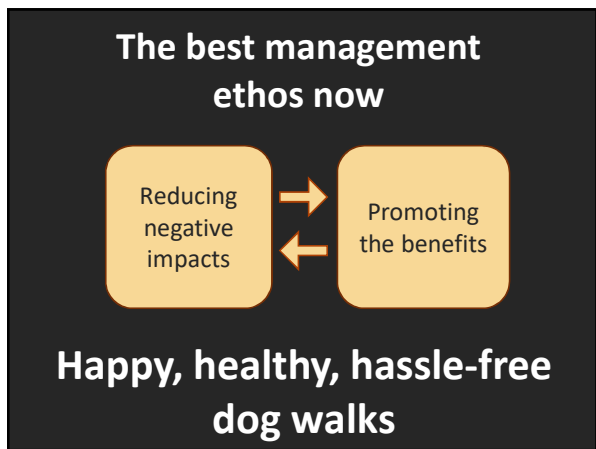 The best management
ethos now
Reducing
negative
impacts
Promoting
the benefits
Happy, healthy, hassle-free
dog walks